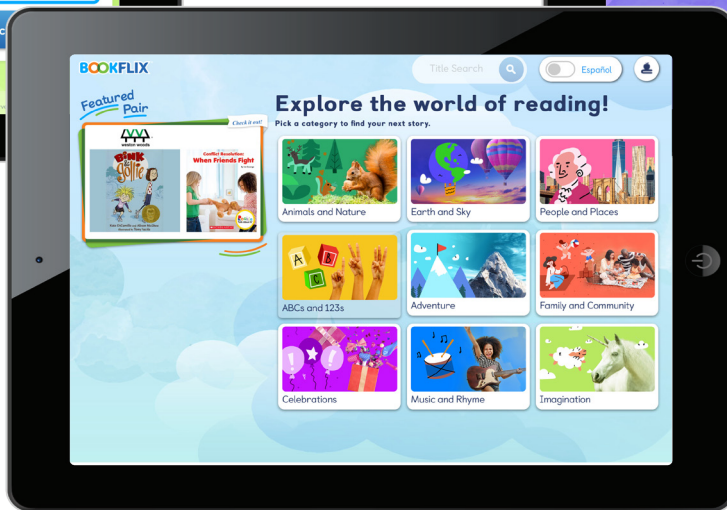 BOOKFLIX
Title Search
Español
Featured
Pair
Explore the world of reading!
Pick a category to find your next story.
Check it out!
weston woods
BINK
&
gollie
Conflict Resolution:
When Friends Fight
Animals and Nature
Earth and Sky
People and Places
A
B
C
ABCs and 123s
Adventure
Family and Community
Celebrations
Music and Rhyme
Imagination